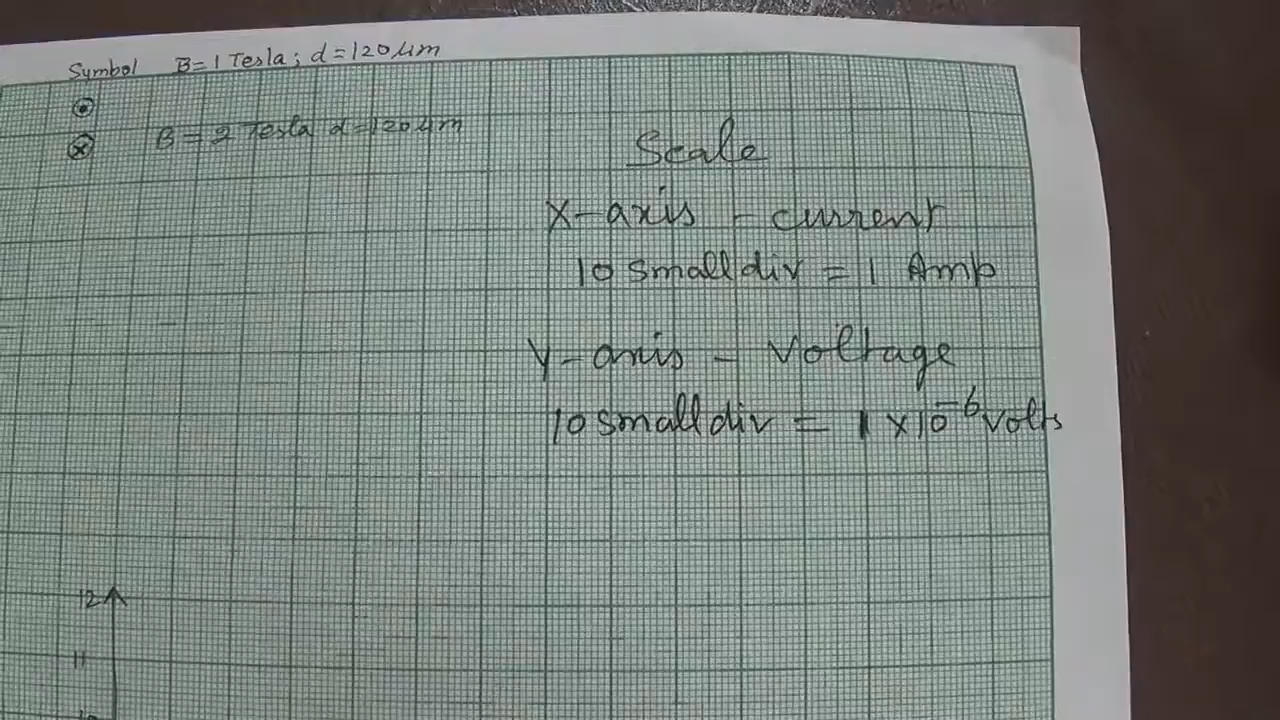 Symbol B=1 Tesla; d=120 μm
⊙
⊗ B=2 Tesla d=120 μm
Scale
X-axis - current
10 small div = 1 Amp
Y-axis - Voltage
10 small div = 1 x 10⁻⁶ volts
12
11
10